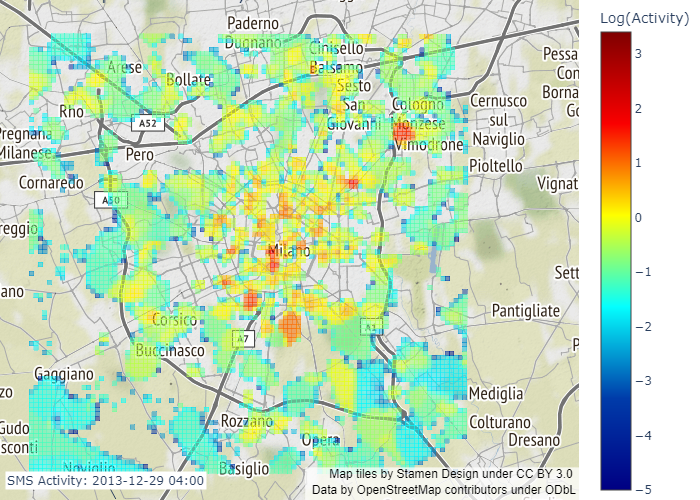 Log(Activity)
Paderno
Dugnano
Cinisello
Balsamo
Sesto
San
Giovanni
Arese
Bollate
Rho
A52
Pregnana
Milanese
Pero
Cologno
Monzese
Vimodrone
Cernusco
sul
Naviglio
Pioltello
Cornaredo
A50
Vignat
reggio
Milano
ano
Sett
Pantigliate
Corsico
A1
A7
Buccinasco
Gaggiano
zo
Mediglia
Colturano
Dresano
Rozzano
Opera
Gudo
sconti
Noviglio
Basiglio
Pessa
Con
Borna
Go
P
3
2
1
0
−1
−2
−3
−4
−5
SMS Activity: 2013-12-29 04:00
Map tiles by Stamen Design under CC BY 3.0
Data by OpenStreetMap contributors under ODbL